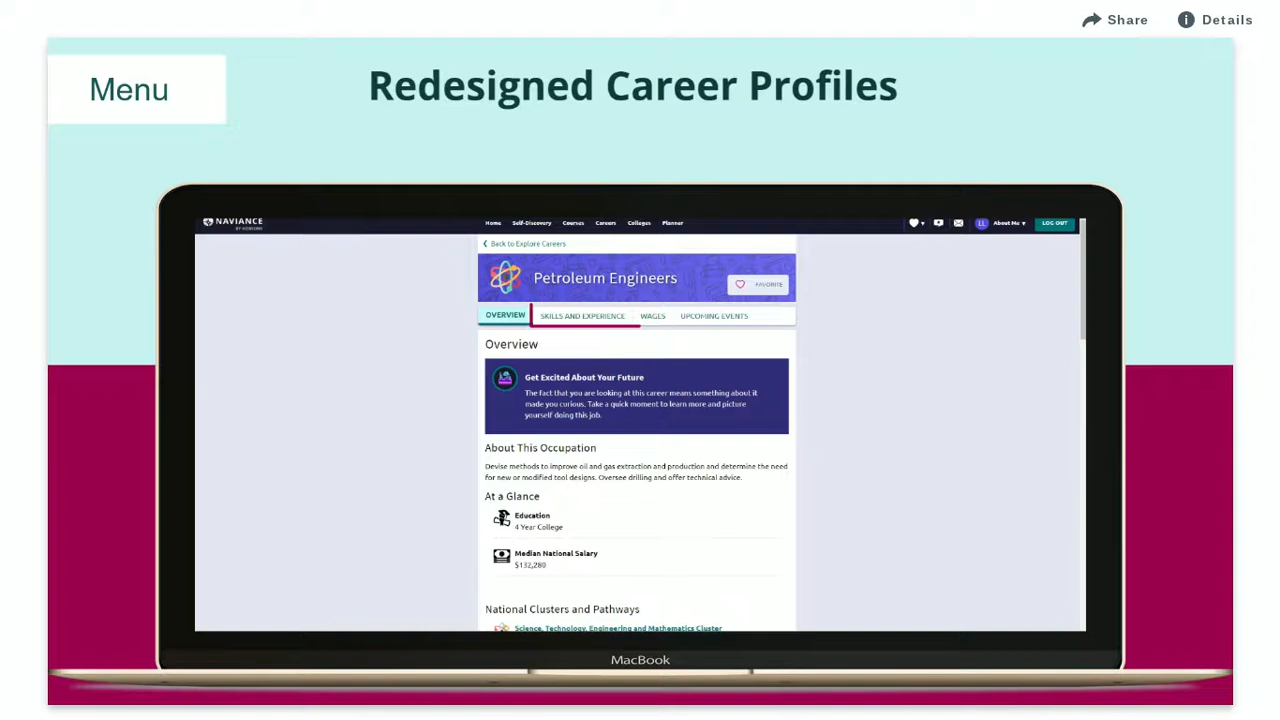 Share
Details
Menu
Redesigned Career Profiles
NAVIANCE
BY HOBSONS
Home
Self-Discovery
Courses
Careers
Colleges
Planner
LL
About Me
LOG OUT
Back to Explore Careers
Petroleum Engineers
FAVORITE
OVERVIEW
SKILLS AND EXPERIENCE
WAGES
UPCOMING EVENTS
Overview
Get Excited About Your Future
The fact that you are looking at this career means something about it
made you curious. Take a quick moment to learn more and picture
yourself doing this job.
About This Occupation
Devise methods to improve oil and gas extraction and production and determine the need
for new or modified tool designs. Oversee drilling and offer technical advice.
At a Glance
Education
4 Year College
Median National Salary
$132,280
National Clusters and Pathways
Science, Technology, Engineering and Mathematics Cluster
MacBook